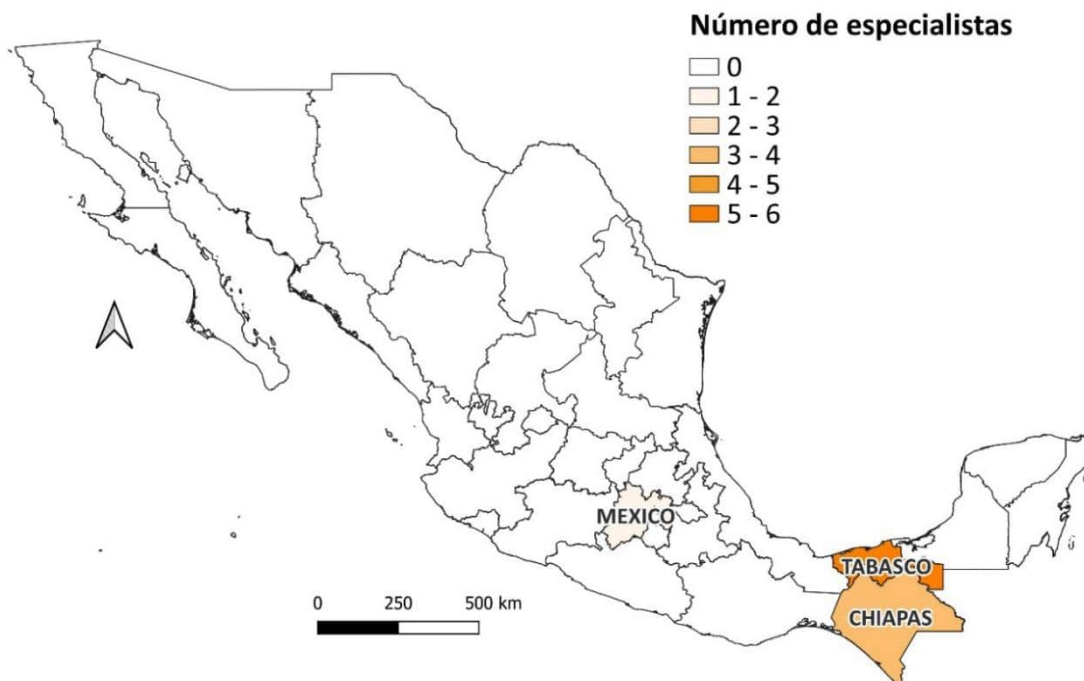 Número de especialistas
0
1 - 2
2 - 3
3 - 4
4 - 5
5 - 6
MEXICO
TABASCO
CHIAPAS
0 250 500 km